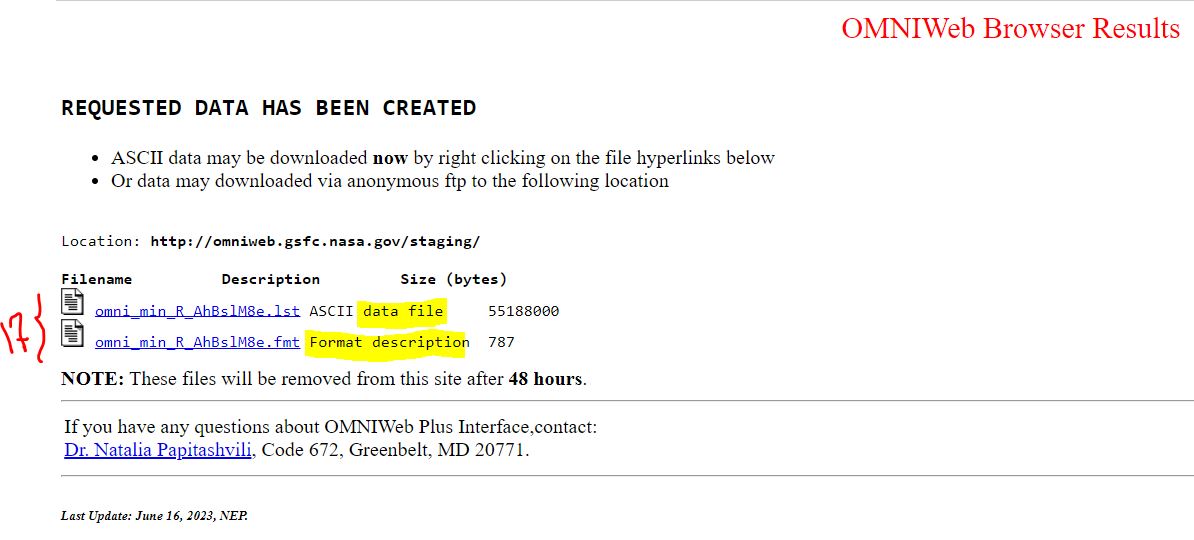 OMNIWeb Browser Results
REQUESTED DATA HAS BEEN CREATED
• ASCII data may be downloaded now by right clicking on the file hyperlinks below
• Or data may downloaded via anonymous ftp to the following location
Location: http://omniweb.gsfc.nasa.gov/staging/
Filename Description Size (bytes)
omni_min_R_AhBslM8e.lst ASCII data file 55188000
17
omni_min_R_AhBslM8e.fmt Format description 787
NOTE: These files will be removed from this site after 48 hours.
If you have any questions about OMNIWeb Plus Interface,contact:
Dr. Natalia Papitashvili, Code 672, Greenbelt, MD 20771.
Last Update: June 16, 2023, NEP.